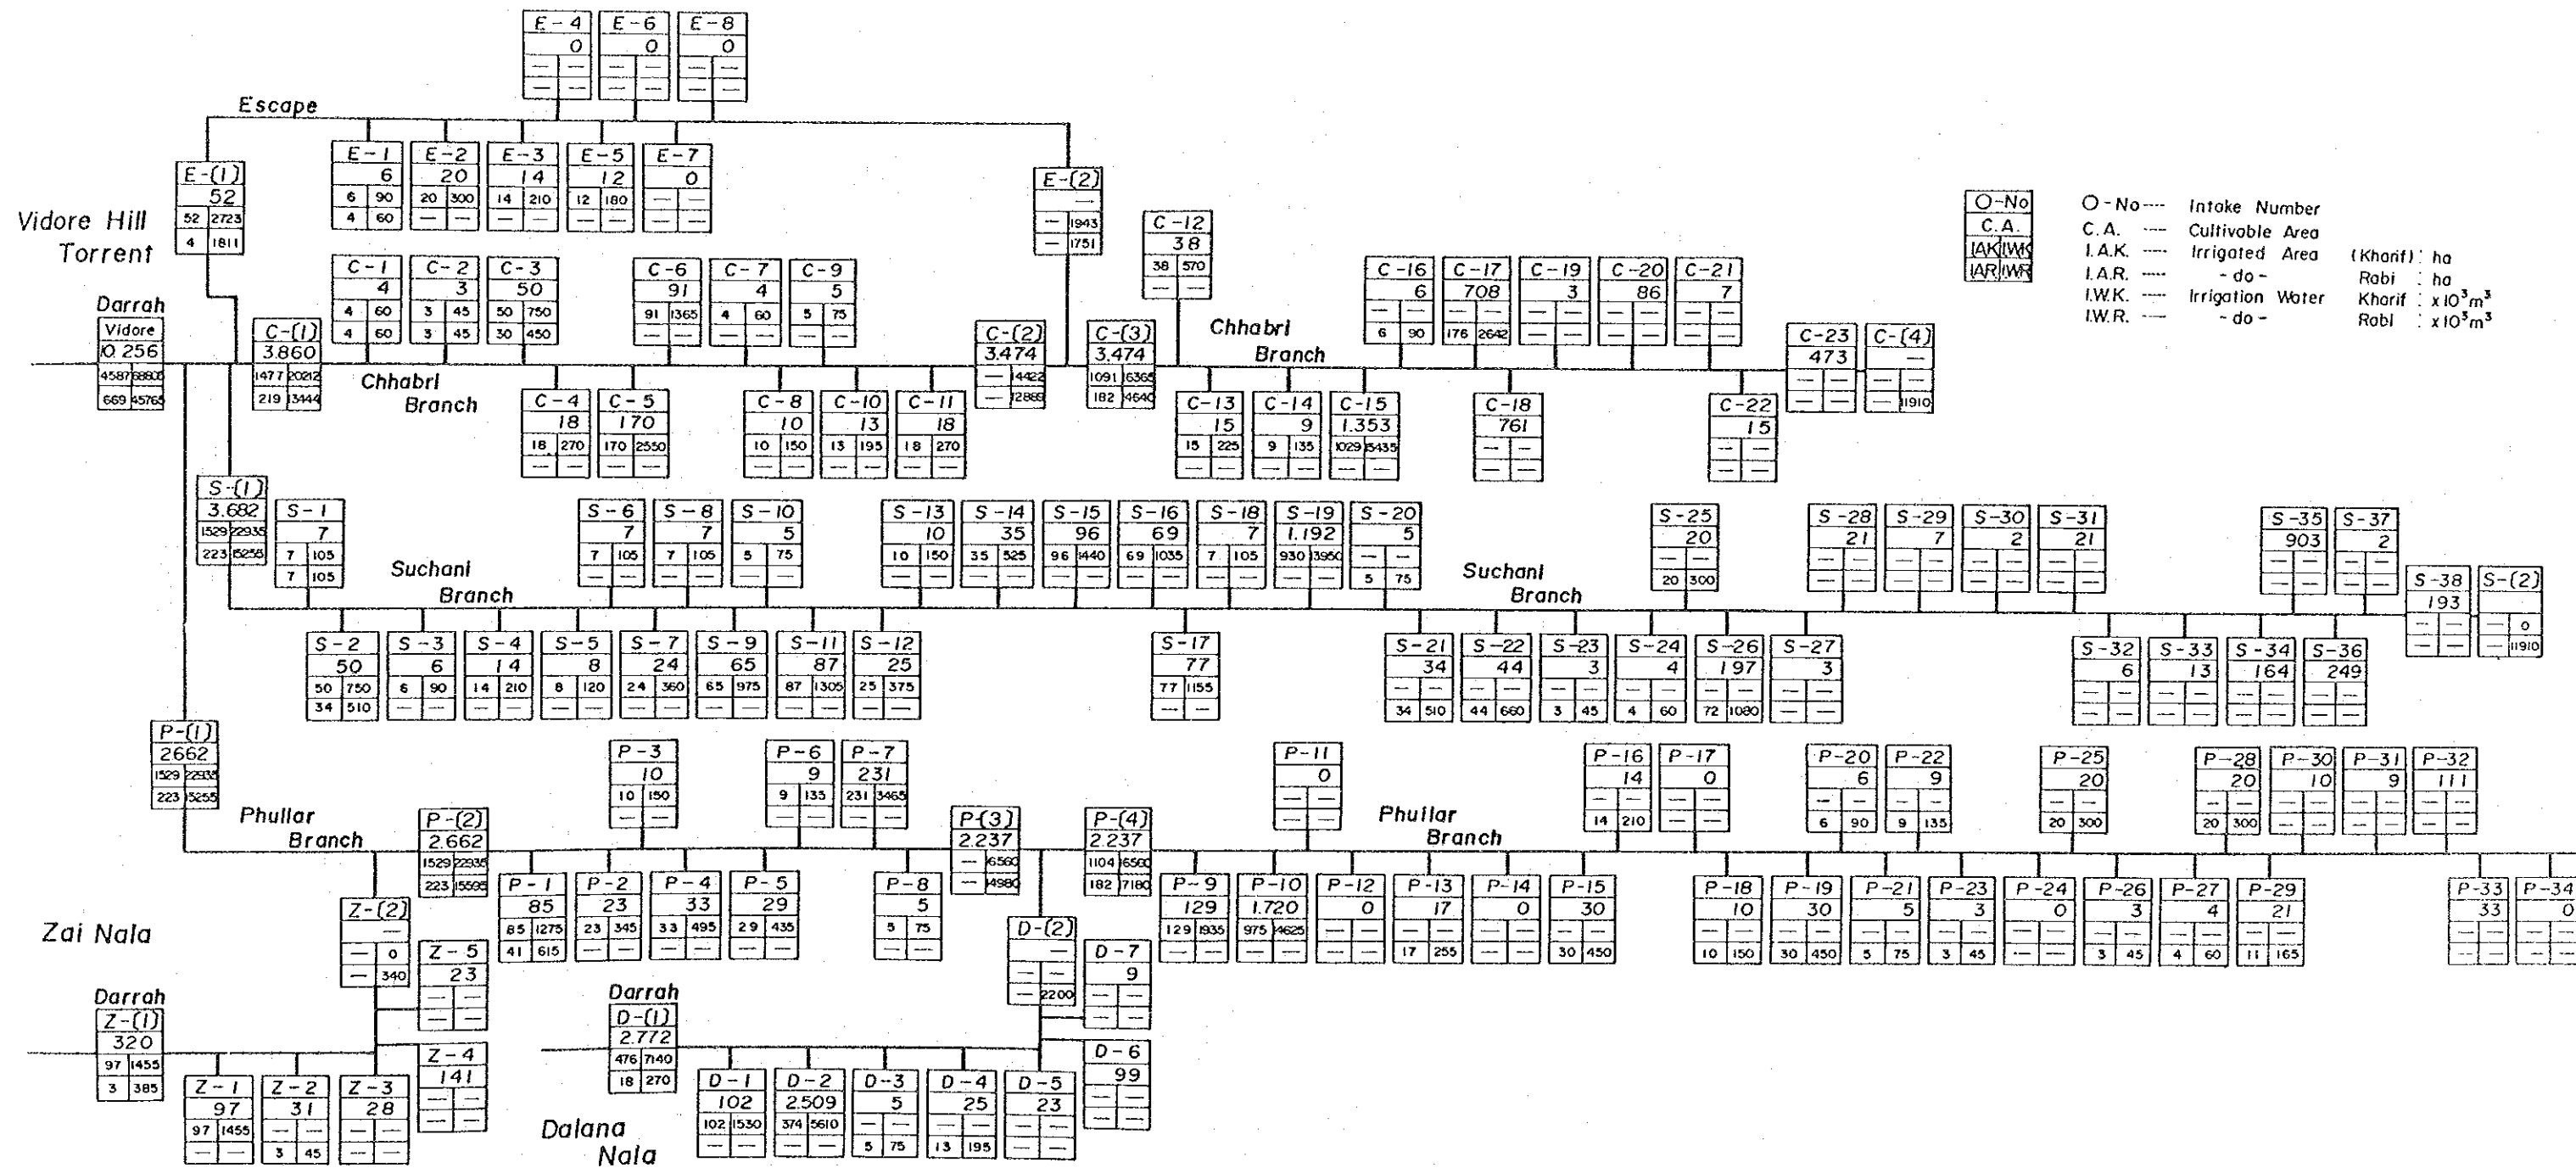 E-4
0
— —
— —
E-6
0
— —
— —
E-8
0
— —
— —
Escape
E-(1)
52
52 2723
4 1811
E-1
6
6 90
4 60
E-2
20
20 300
— —
E-3
14
14 210
— —
E-5
12
12 180
— —
E-7
0
— —
— —
E-(2)
—
— 1943
— 1751
O-No
C.A.
IAK IWK
IAR IWR
O-No ---- Intake Number
C.A. ---- Cultivable Area
I.A.K. ---- Irrigated Area (Kharif) : ha
I.A.R. ---- -do- Rabi : ha
I.W.K. ---- Irrigation Water Kharif : x10³m³
I.W.R. ---- -do- Rabi : x10³m³
Vidore Hill
Torrent
Darrah
Vidore
10.256
4587 68805
669 45765
C-(1)
3.860
1477 20212
219 13444
C-1
4
4 60
4 60
C-2
3
3 45
3 45
C-3
50
50 750
30 450
C-6
91
91 1365
— —
C-7
4
4 60
— —
C-9
5
5 75
— —
C-(2)
3.474
— 14422
— 12889
C-(3)
3.474
1091 16365
182 14640
C-12
38
38 570
— —
Chhabri
Branch
C-16
6
— —
6 90
C-17
708
— —
176 2642
C-19
3
— —
— —
C-20
86
— —
— —
C-21
7
— —
— —
C-23
473
— —
— —
C-(4)
—
— —
— 11910
Chhabri
Branch
C-4
18
18 270
— —
C-5
170
170 2550
— —
C-8
10
10 150
— —
C-10
13
13 195
— —
C-11
18
18 270
— —
C-13
15
15 225
— —
C-14
9
9 135
— —
C-15
1.353
1029 15435
— —
C-18
761
— —
— —
C-22
15
— —
— —
S-(1)
3.682
1529 22935
223 15255
S-1
7
7 105
7 105
S-6
7
7 105
— —
S-8
7
7 105
— —
S-10
5
5 75
— —
S-13
10
10 150
— —
S-14
35
35 525
— —
S-15
96
96 1440
— —
S-16
69
69 1035
— —
S-18
7
7 105
— —
S-19
1.192
930 13950
— —
S-20
5
— —
5 75
S-25
20
— —
20 300
S-28
21
— —
— —
S-29
7
— —
— —
S-30
2
— —
— —
S-31
21
— —
— —
S-35
903
— —
— —
S-37
2
— —
— —
S-38
193
— —
— —
S-(2)
— 0
— 11910
Suchani
Branch
Suchani
Branch
S-2
50
50 750
34 510
S-3
6
6 90
— —
S-4
14
14 210
— —
S-5
8
8 120
— —
S-7
24
24 360
— —
S-9
65
65 975
— —
S-11
87
87 1305
— —
S-12
25
25 375
— —
S-17
77
77 1155
— —
S-21
34
— —
34 510
S-22
44
— —
44 660
S-23
3
— —
3 45
S-24
4
— —
4 60
S-26
197
— —
72 1080
S-27
3
— —
— —
S-32
6
— —
— —
S-33
13
— —
— —
S-34
164
— —
— —
S-36
249
— —
— —
P-(1)
2662
1529 22935
223 15255
Phullar
Branch
P-(2)
2.662
1529 22935
223 15595
P-3
10
10 150
— —
P-6
9
9 135
— —
P-7
231
231 3465
— —
P-(3)
2.237
— 16560
— 14980
P-(4)
2.237
1104 16560
182 17180
P-11
0
— —
— —
Phullar
Branch
P-16
14
— —
14 210
P-17
0
— —
— —
P-20
6
— —
6 90
P-22
9
— —
9 135
P-25
20
— —
20 300
P-28
20
— —
20 300
P-30
10
— —
— —
P-31
9
— —
— —
P-32
111
— —
— —
P-1
85
85 1275
41 615
P-2
23
23 345
— —
P-4
33
33 495
— —
P-5
29
29 435
— —
P-8
5
5 75
— —
P-9
129
129 1935
— —
P-10
1.720
975 14625
— —
P-12
0
— —
— —
P-13
17
— —
17 255
P-14
0
— —
— —
P-15
30
— —
30 450
P-18
10
— —
10 150
P-19
30
— —
30 450
P-21
5
— —
5 75
P-23
3
— —
3 45
P-24
0
— —
— —
P-26
3
— —
3 45
P-27
4
— —
4 60
P-29
21
— —
11 165
P-33
33
— —
— —
P-34
0
— —
— —
Zai Nala
Z-(2)
—
— 0
— 340
Z-5
23
— —
— —
Darrah
Z-(1)
320
97 1455
3 385
Z-1
97
97 1455
— —
Z-2
31
— —
3 45
Z-3
28
— —
— —
Z-4
141
— —
— —
D-(2)
—
— —
— 2200
D-7
9
— —
— —
Darrah
D-(1)
2.772
476 7140
18 270
Dalana
Nala
D-1
102
102 1530
— —
D-2
2.509
374 5610
— —
D-3
5
— —
5 75
D-4
25
— —
13 195
D-5
23
— —
— —
D-6
99
— —
— —